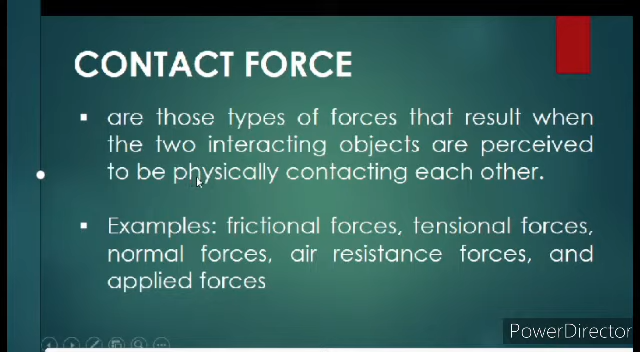 CONTACT FORCE
▪ are those types of forces that result when
the two interacting objects are perceived
to be physically contacting each other.
▪ Examples: frictional forces, tensional forces,
normal forces, air resistance forces, and
applied forces
PowerDirector